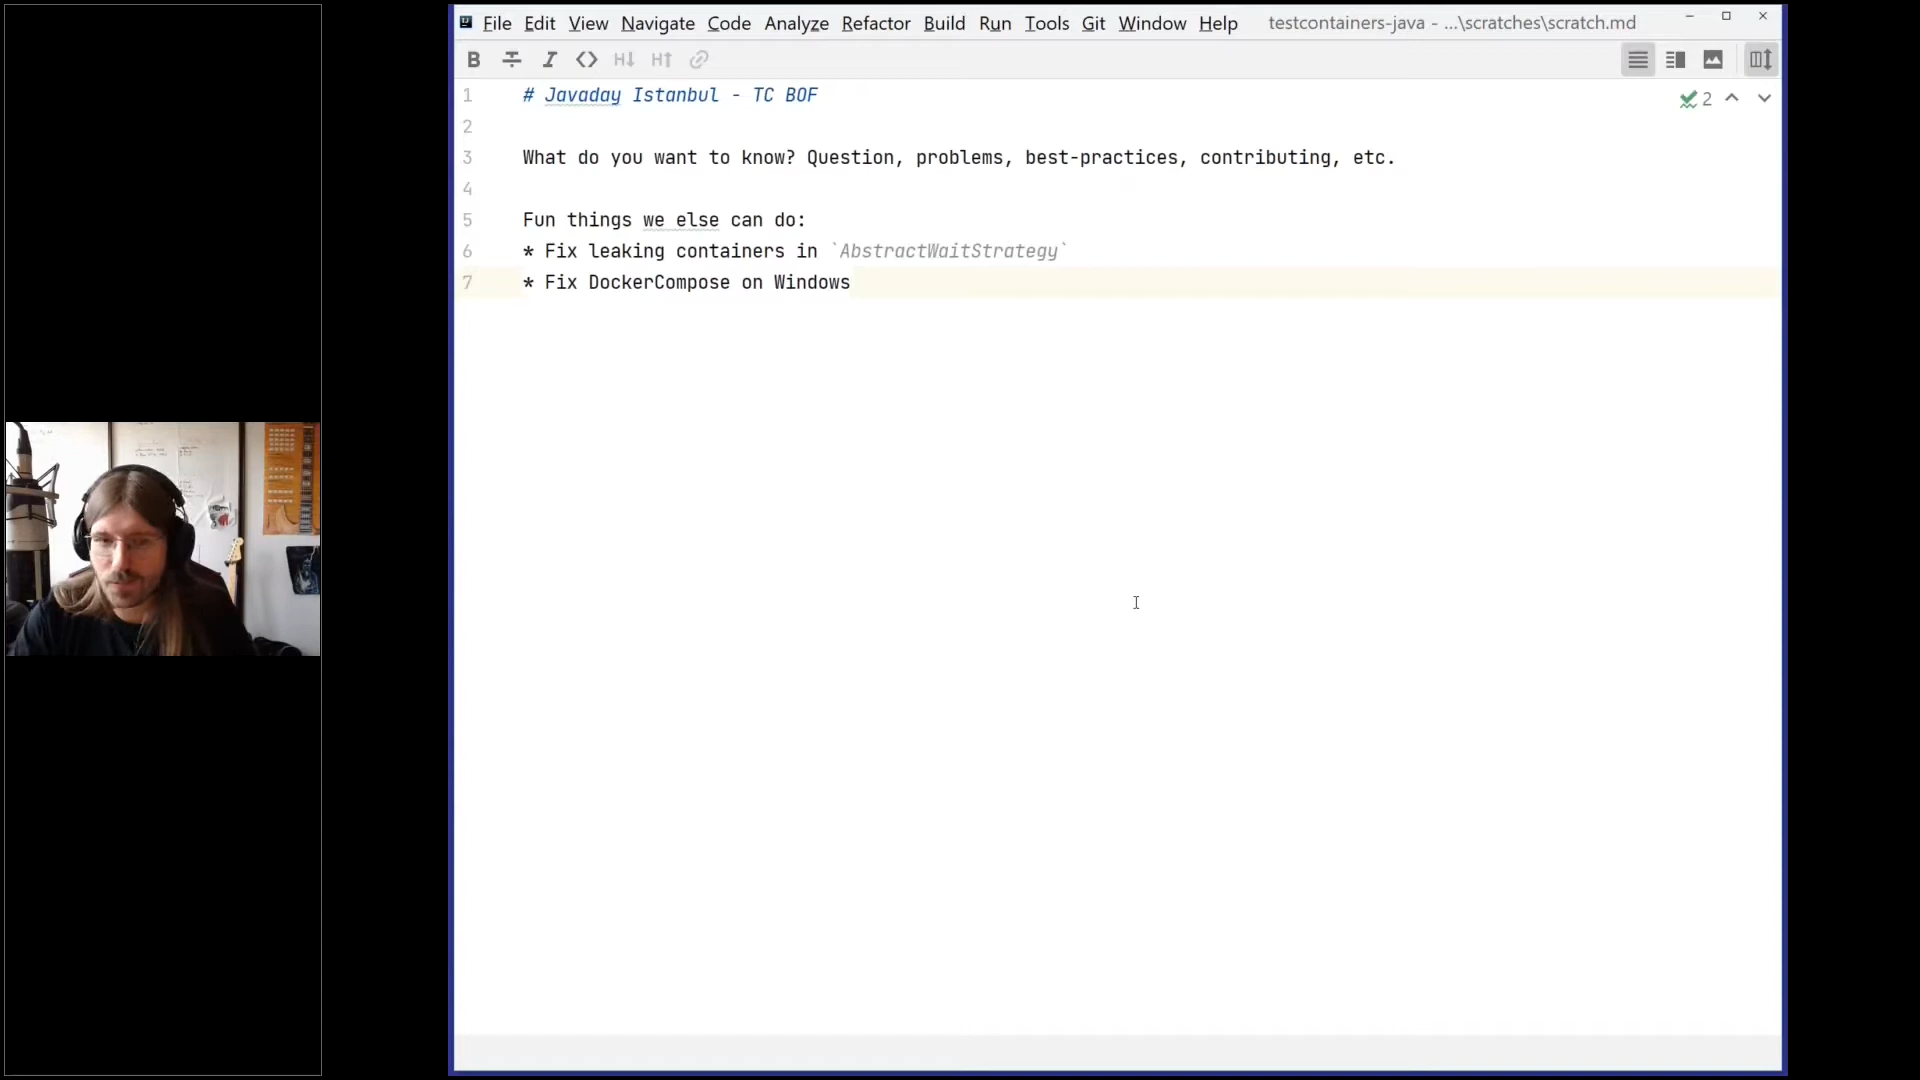 File Edit View Navigate Code Analyze Refactor Build Run Tools Git Window Help testcontainers-java - ...\scratches\scratch.md
B I <> H↓ H↑
1 # Javaday Istanbul - TC BOF
2 2
3 What do you want to know? Question, problems, best-practices, contributing, etc.
4
5 Fun things we else can do:
6 * Fix leaking containers in `AbstractWaitStrategy`
7 * Fix DockerCompose on Windows